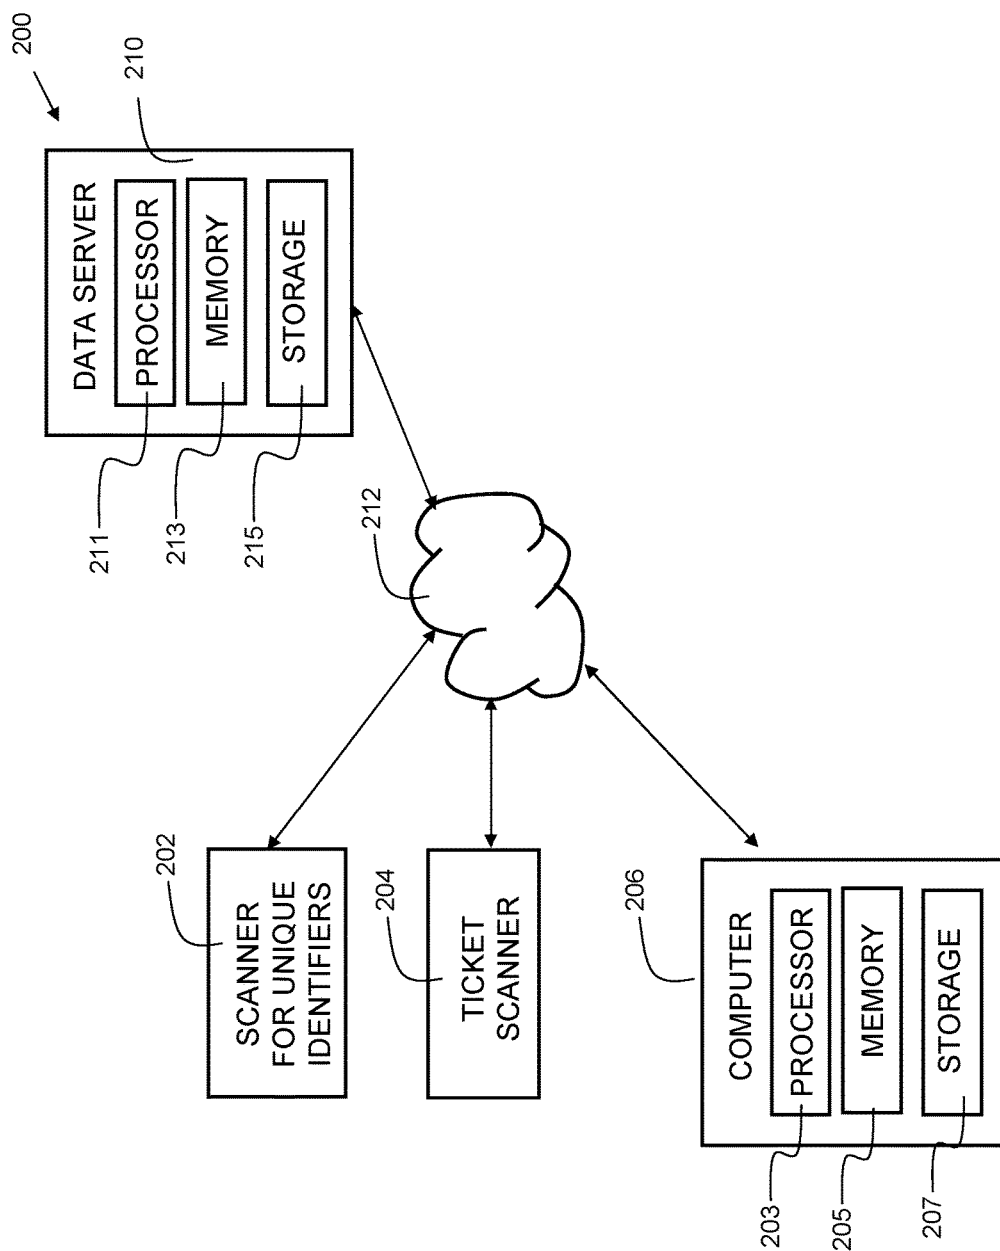 200
210
DATA SERVER
PROCESSOR
MEMORY
STORAGE
211
213
215
212
202
SCANNER
FOR UNIQUE
IDENTIFIERS
204
TICKET
SCANNER
206
COMPUTER
PROCESSOR
MEMORY
STORAGE
203
205
207